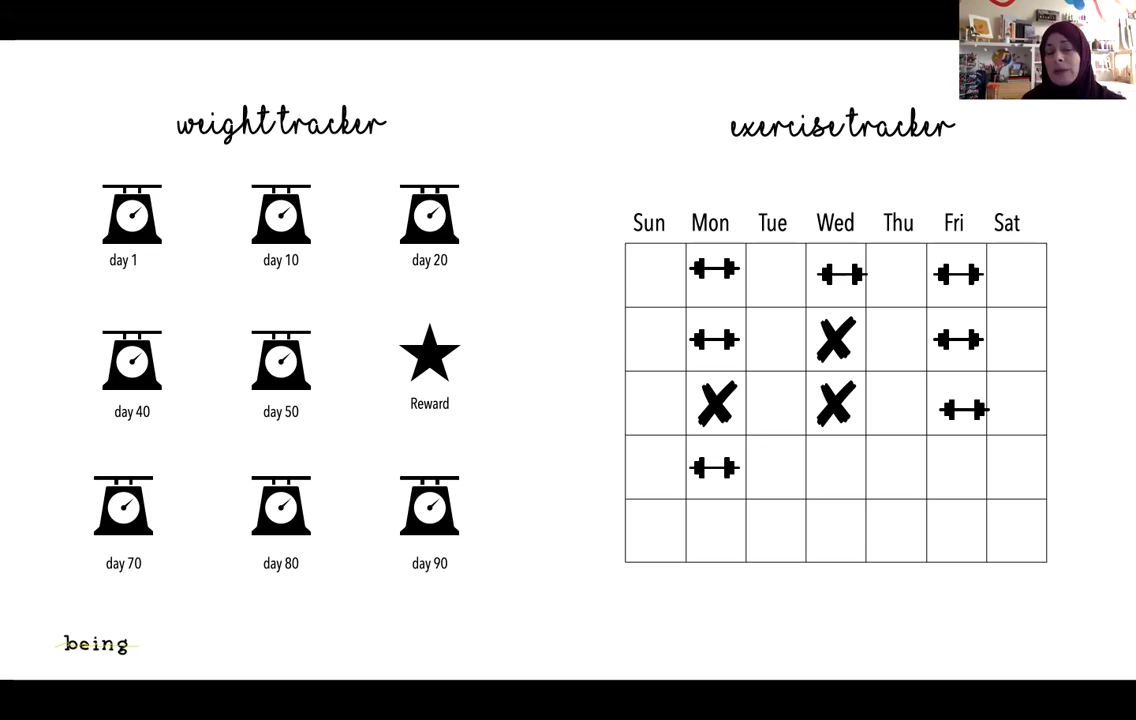 weight tracker
exercise tracker
Sun Mon Tue Wed Thu Fri Sat
day 1 day 10 day 20
day 40 day 50 Reward
day 70 day 80 day 90
being